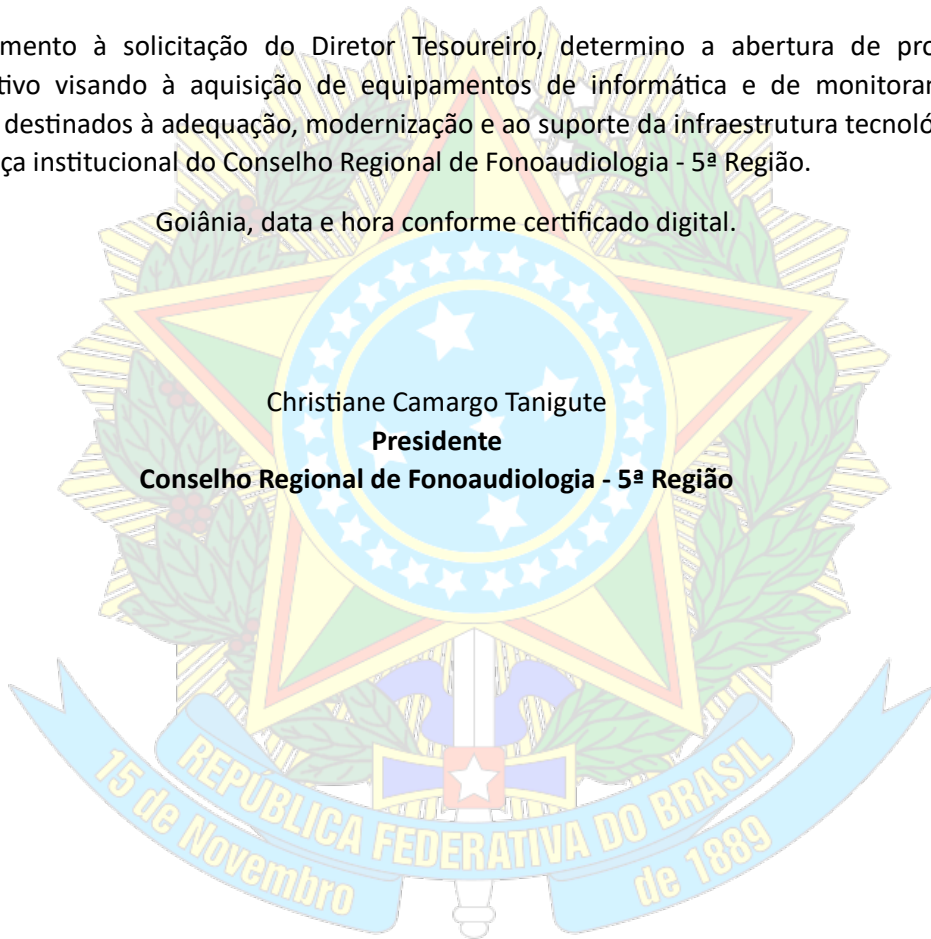 mento à solicitação do Diretor Tesoureiro, determino a abertura de pro
tivo visando à aquisição de equipamentos de informática e de monitoran
destinados à adequação, modernização e ao suporte da infraestrutura tecnoló
ça institucional do Conselho Regional de Fonoaudiologia - 5ª Região.
Goiânia, data e hora conforme certificado digital.
Christiane Camargo Tanigute
Presidente
Conselho Regional de Fonoaudiologia - 5ª Região
REPÚBLICA FEDERATIVA DO BRASIL
15 de Novembro de 1889